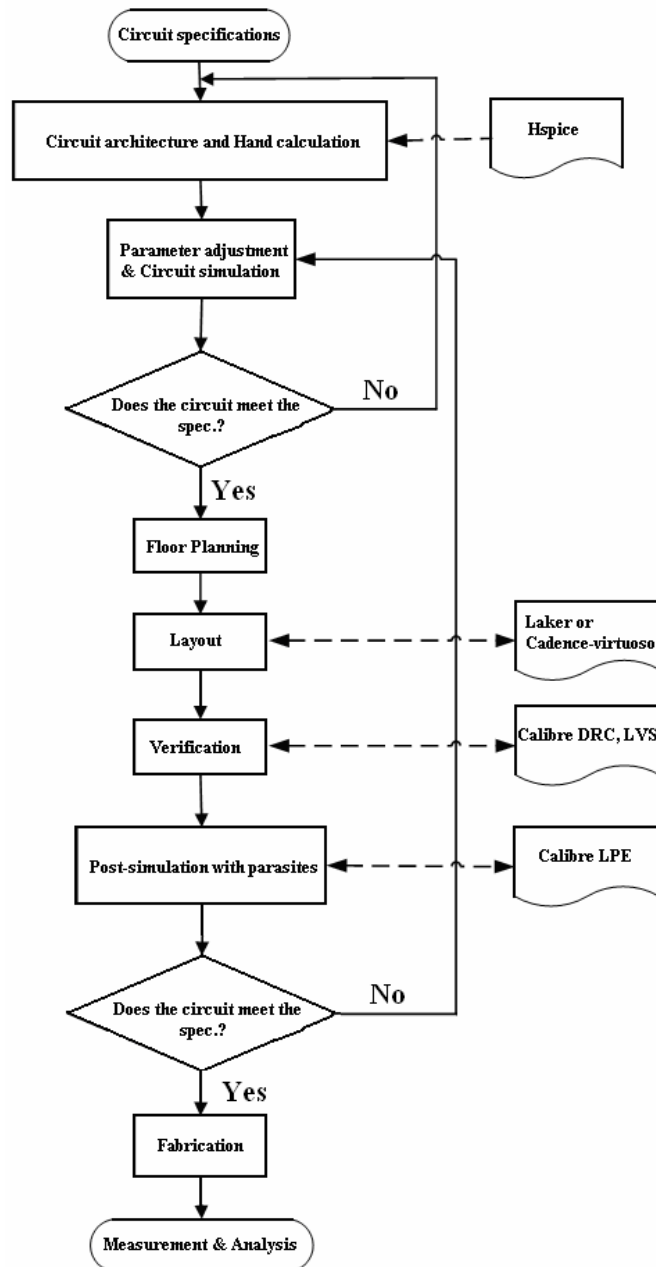 Circuit specifications
Circuit architecture and Hand calculation
Hspice
Parameter adjustment
& Circuit simulation
Does the circuit meet the
spec.?
No
Yes
Floor Planning
Layout
Laker or
Cadence-virtuoso
Verification
Calibre DRC, LVS
Post-simulation with parasites
Calibre LPE
Does the circuit meet the
spec.?
No
Yes
Fabrication
Measurement & Analysis